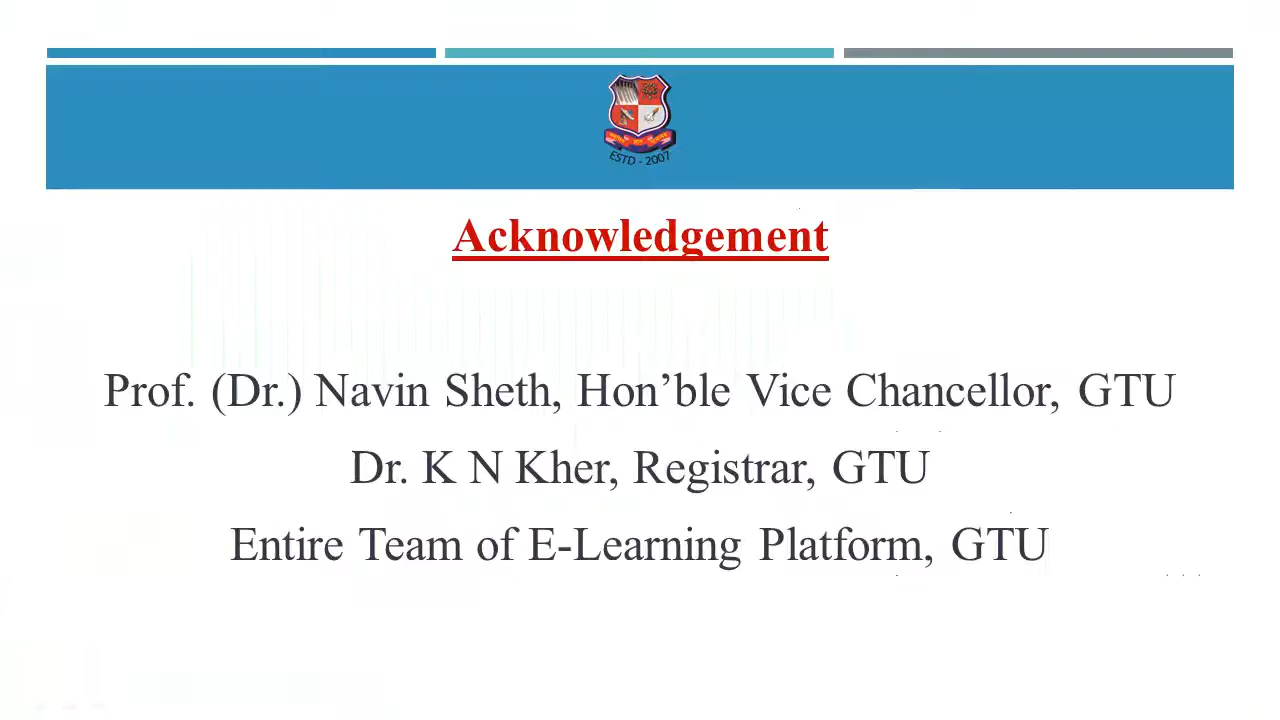 ESTD - 2007
Acknowledgement
Prof. (Dr.) Navin Sheth, Hon’ble Vice Chancellor, GTU
Dr. K N Kher, Registrar, GTU
Entire Team of E-Learning Platform, GTU